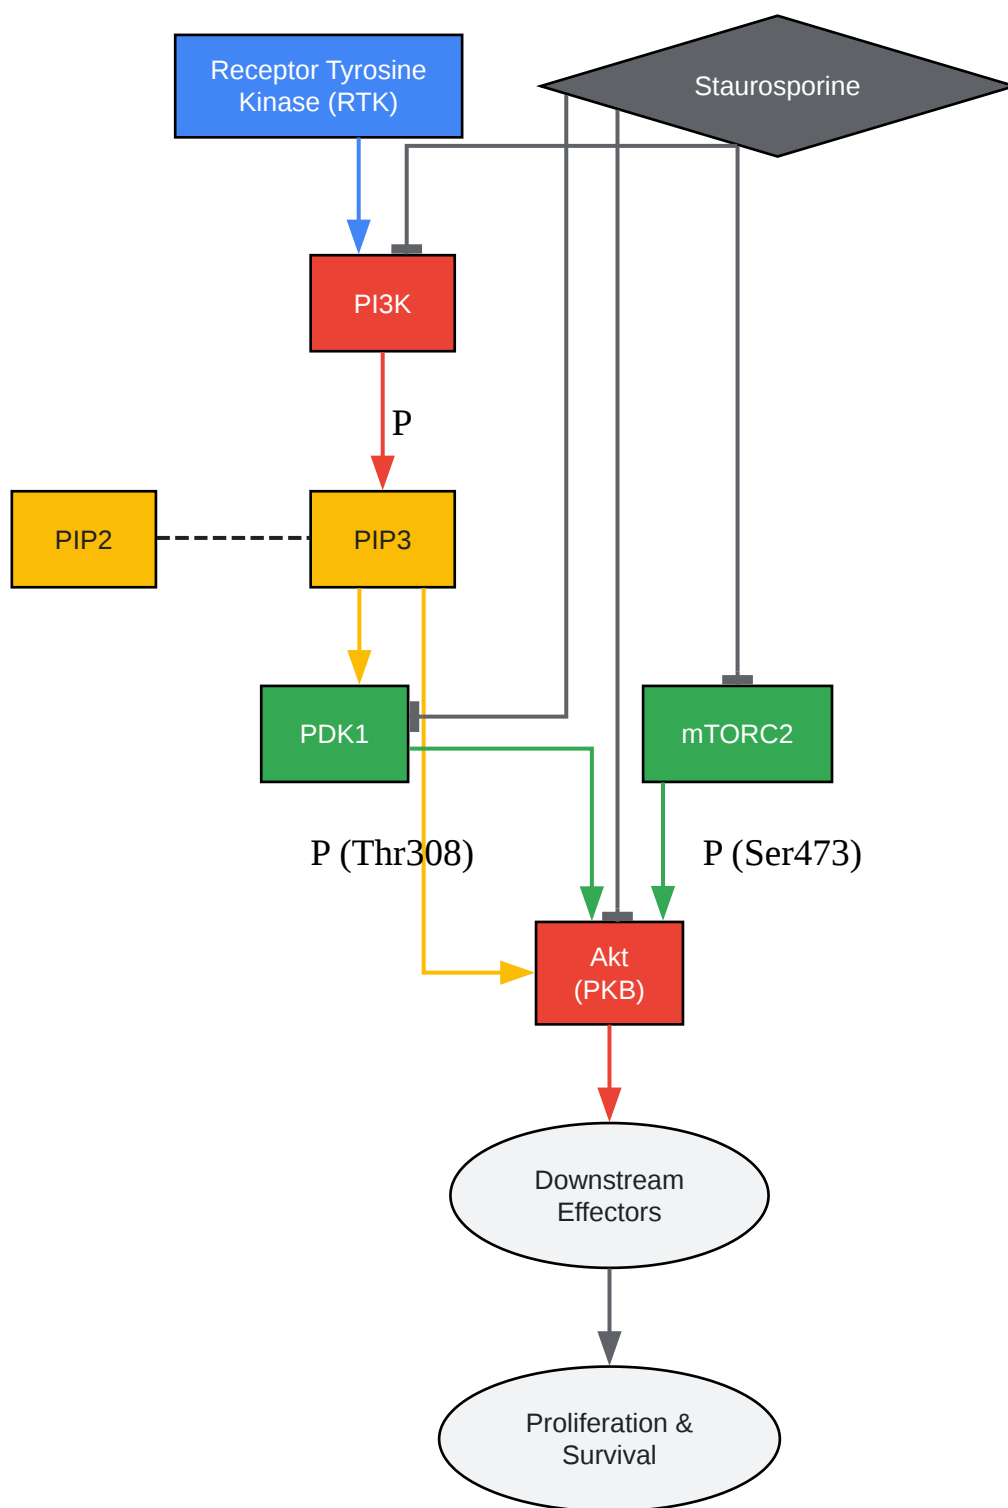 Receptor Tyrosine
Kinase (RTK)
Staurosporine
PI3K
P
PIP2
PIP3
PDK1
mTORC2
P (Thr308)
P (Ser473)
Akt
(PKB)
Downstream
Effectors
Proliferation &
Survival